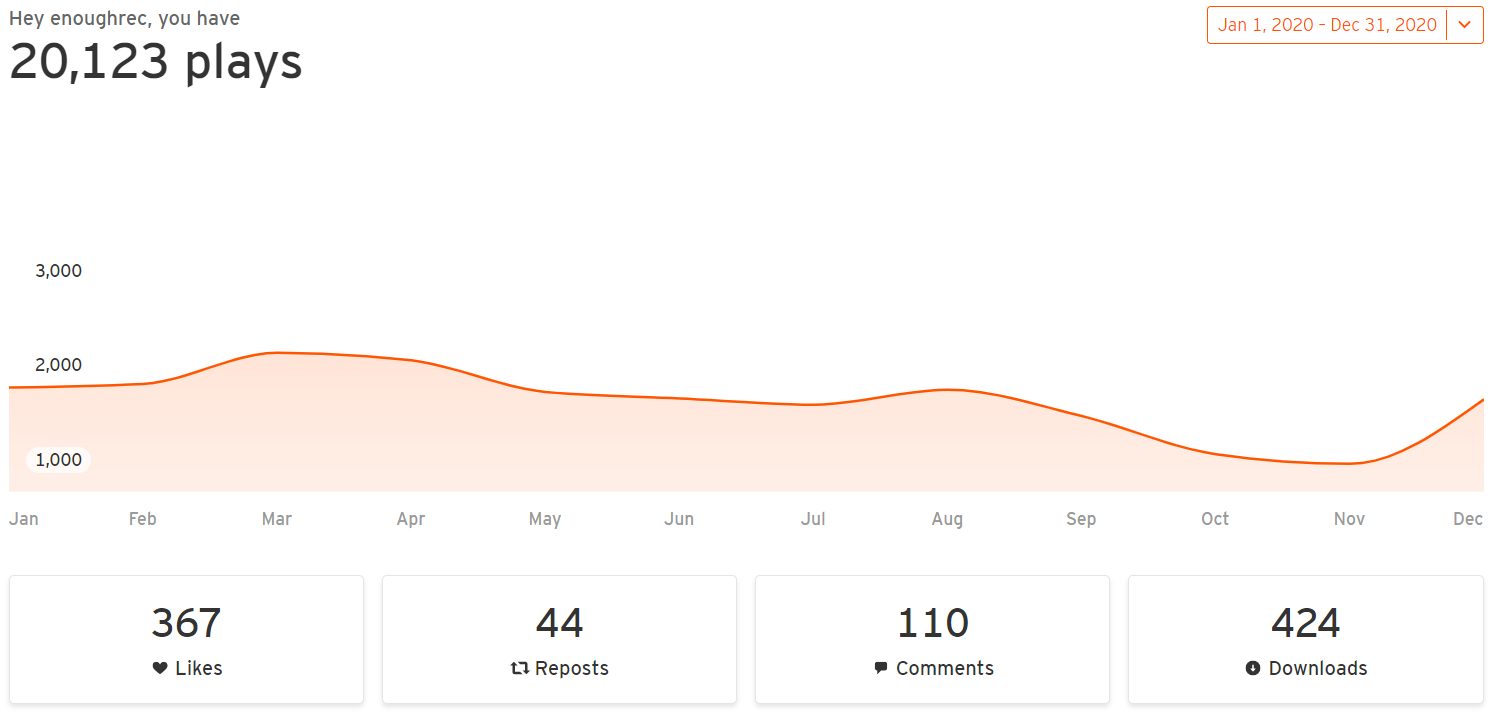 Hey enoughrec, you have
20,123 plays
Jan 1, 2020 - Dec 31, 2020
3,000
2,000
1,000
Jan Feb Mar Apr May Jun Jul Aug Sep Oct Nov Dec
367 44 110 424
Likes Reposts Comments Downloads